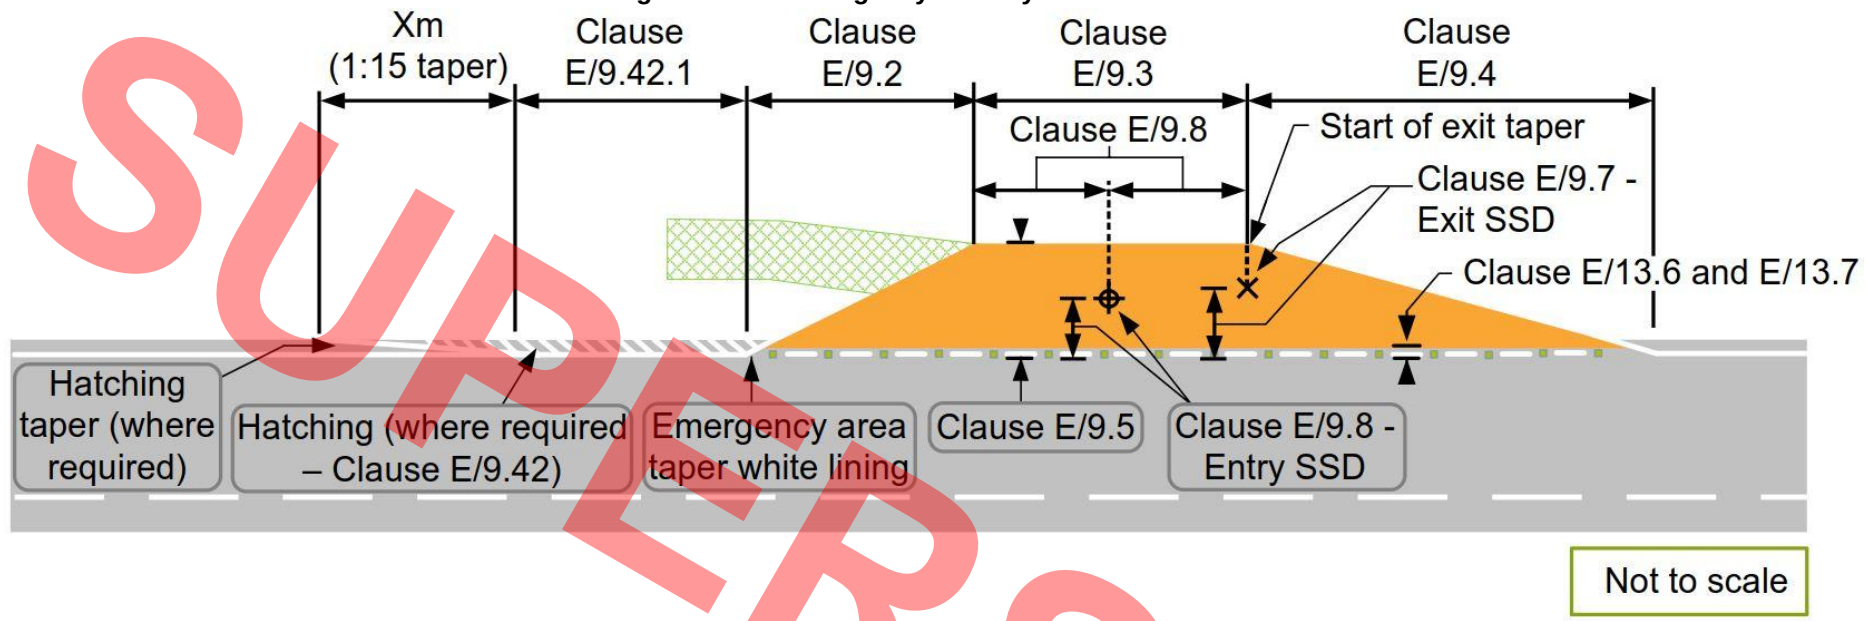 Xm
(1:15 taper)
Clause
E/9.42.1
Clause
E/9.2
Clause
E/9.3
Clause
E/9.4
Clause E/9.8
Start of exit taper
Clause E/9.7 -
Exit SSD
Clause E/13.6 and E/13.7
Hatching
taper (where
required)
Hatching (where required
– Clause E/9.42)
Emergency area
taper white lining
Clause E/9.5
Clause E/9.8 -
Entry SSD
Not to scale
SUPERS